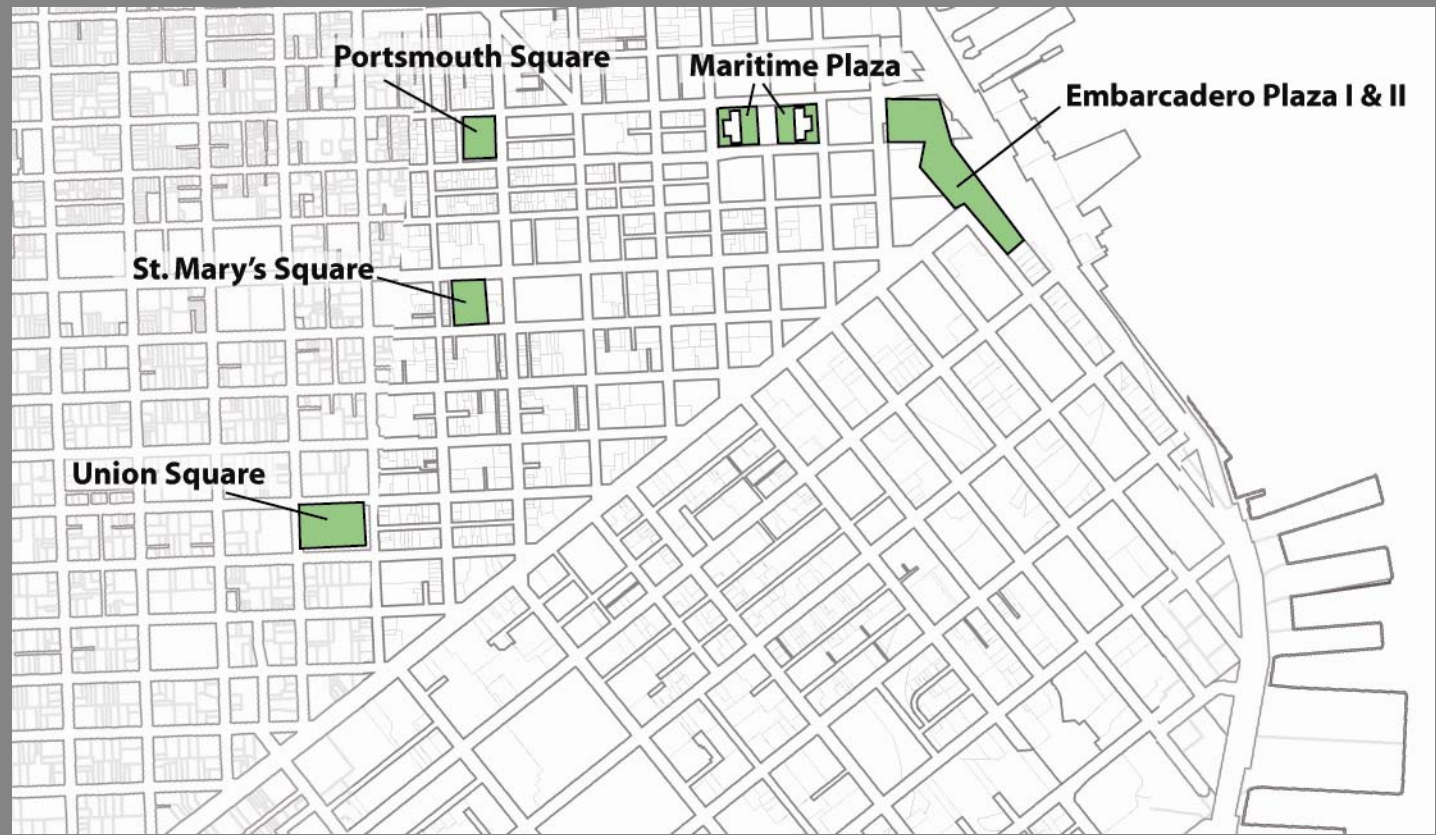 Portsmouth Square
Maritime Plaza
Embarcadero Plaza I & II
St. Mary's Square
Union Square